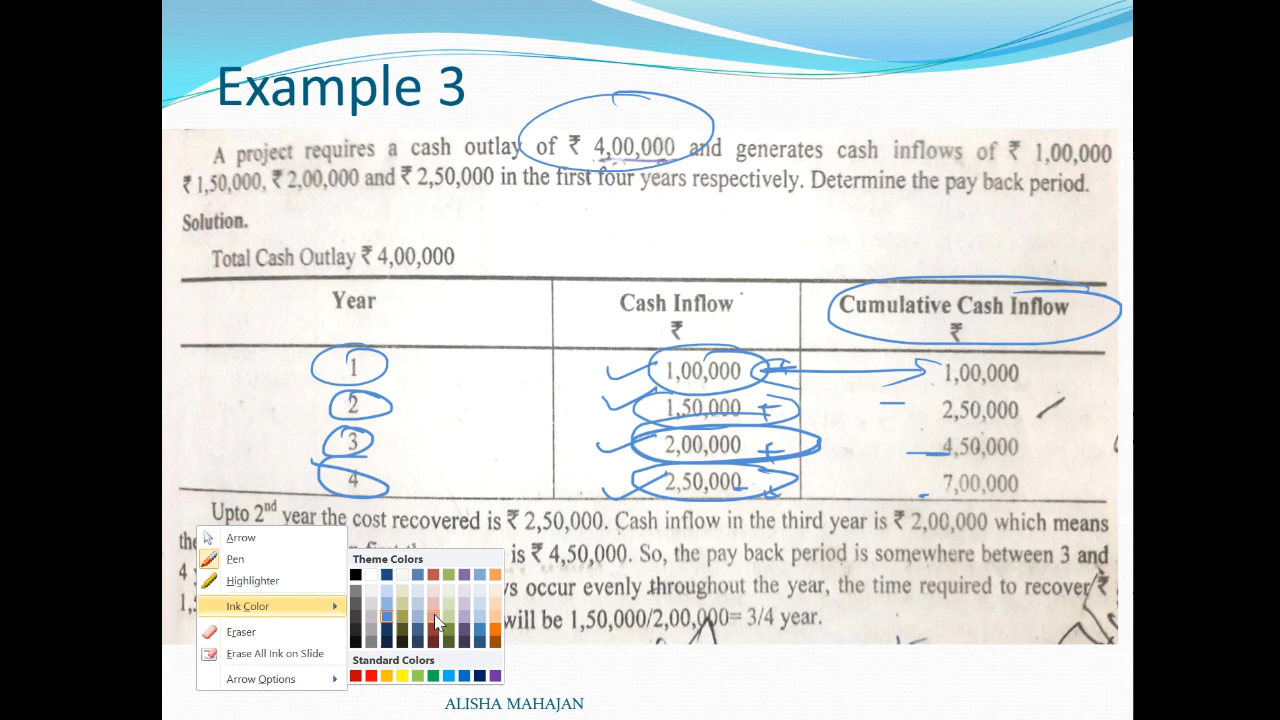 Example 3
A project requires a cash outlay of ₹ 4,00,000 and generates cash inflows of ₹ 1,00,000
₹ 1,50,000, ₹ 2,00,000 and ₹ 2,50,000 in the first four years respectively. Determine the pay back period.
Solution.
Total Cash Outlay ₹ 4,00,000
Year Cash Inflow Cumulative Cash Inflow
₹ ₹
1 1,00,000 1,00,000
2 1,50,000 2,50,000
3 2,00,000 4,50,000
4 2,50,000 7,00,000
Upto 2nd year the cost recovered is ₹ 2,50,000. Cash inflow in the third year is ₹ 2,00,000 which means
is ₹ 4,50,000. So, the pay back period is somewhere between 3 and
4 occur evenly throughout the year, the time required to recover ₹
will be 1,50,000/2,00,000= 3/4 year.
Arrow
Pen
Highlighter
Ink Color
Eraser
Erase All Ink on Slide
Arrow Options
Theme Colors
Standard Colors
ALISHA MAHAJAN